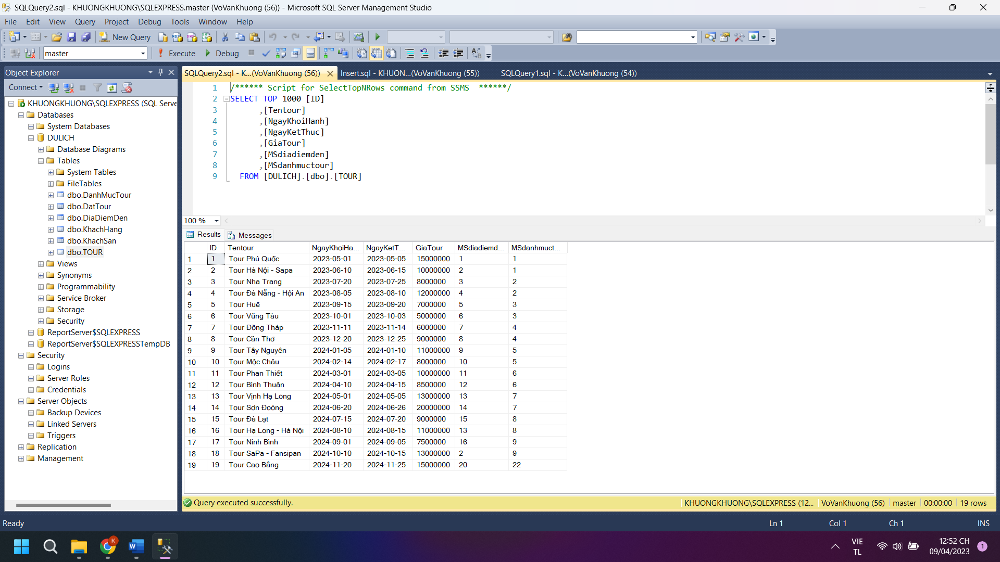 SQLQuery2.sql - KHUONGKHUONG\SQLEXPRESS.master (VoVanKhuong (56)) - Microsoft SQL Server Management Studio
File Edit View Query Project Debug Tools Window Help
New Query
master Execute Debug
Object Explorer
Connect
KHUONGKHUONG\SQLEXPRESS (SQL Serve
Databases
System Databases
DULICH
Database Diagrams
Tables
System Tables
FileTables
dbo.DanhMucTour
dbo.DatTour
dbo.DiaDiemDen
dbo.KhachHang
dbo.KhachSan
dbo.TOUR
Views
Synonyms
Programmability
Service Broker
Storage
Security
ReportServer$SQLEXPRESS
ReportServer$SQLEXPRESSTempDB
Security
Logins
Server Roles
Credentials
Server Objects
Backup Devices
Linked Servers
Triggers
Replication
Management
SQLQuery2.sql - K...(VoVanKhuong (56)) Insert.sql - KHUON...(VoVanKhuong (55)) SQLQuery1.sql - K...(VoVanKhuong (54))
1 /****** Script for SelectTopNRows command from SSMS ******/
2 SELECT TOP 1000 [ID]
3 ,[Tentour]
4 ,[NgayKhoiHanh]
5 ,[NgayKetThuc]
6 ,[GiaTour]
7 ,[MSdiadiemden]
8 ,[MSdanhmuctour]
9 FROM [DULICH].[dbo].[TOUR]
100 %
Results Messages
ID Tentour NgayKhoiHa... NgayKetT... GiaTour MSdiadiemd... MSdanhmuct...
1 1 Tour Phú Quốc 2023-05-01 2023-05-05 15000000 1 1
2 2 Tour Hà Nội - Sapa 2023-06-10 2023-06-15 10000000 2 1
3 3 Tour Nha Trang 2023-07-20 2023-07-25 8000000 3 2
4 4 Tour Đà Nẵng - Hội An 2023-08-05 2023-08-10 12000000 4 2
5 5 Tour Huế 2023-09-15 2023-09-20 7000000 5 3
6 6 Tour Vũng Tàu 2023-10-01 2023-10-03 5000000 6 3
7 7 Tour Đồng Tháp 2023-11-11 2023-11-14 6000000 7 4
8 8 Tour Cần Thơ 2023-12-20 2023-12-25 9000000 8 4
9 9 Tour Tây Nguyên 2024-01-05 2024-01-10 11000000 9 5
10 10 Tour Mộc Châu 2024-02-14 2024-02-17 8000000 10 5
11 11 Tour Phan Thiết 2024-03-01 2024-03-05 10000000 11 6
12 12 Tour Bình Thuận 2024-04-10 2024-04-15 8500000 12 6
13 13 Tour Vịnh Hạ Long 2024-05-01 2024-05-05 13000000 13 7
14 14 Tour Sơn Đoòng 2024-06-20 2024-06-26 20000000 14 7
15 15 Tour Đà Lạt 2024-07-15 2024-07-20 9000000 15 8
16 16 Tour Hạ Long - Hà Nội 2024-08-10 2024-08-15 11000000 13 8
17 17 Tour Ninh Bình 2024-09-01 2024-09-05 7500000 16 9
18 18 Tour SaPa - Fansipan 2024-10-10 2024-10-15 13000000 2 9
19 19 Tour Cao Bằng 2024-11-20 2024-11-25 15000000 20 22
Query executed successfully. KHUONGKHUONG\SQLEXPRESS (12... VoVanKhuong (56) master 00:00:00 19 rows
Ready Ln 1 Col 1 Ch 1 INS
K
VIE
TL
12:52 CH
09/04/2023
1